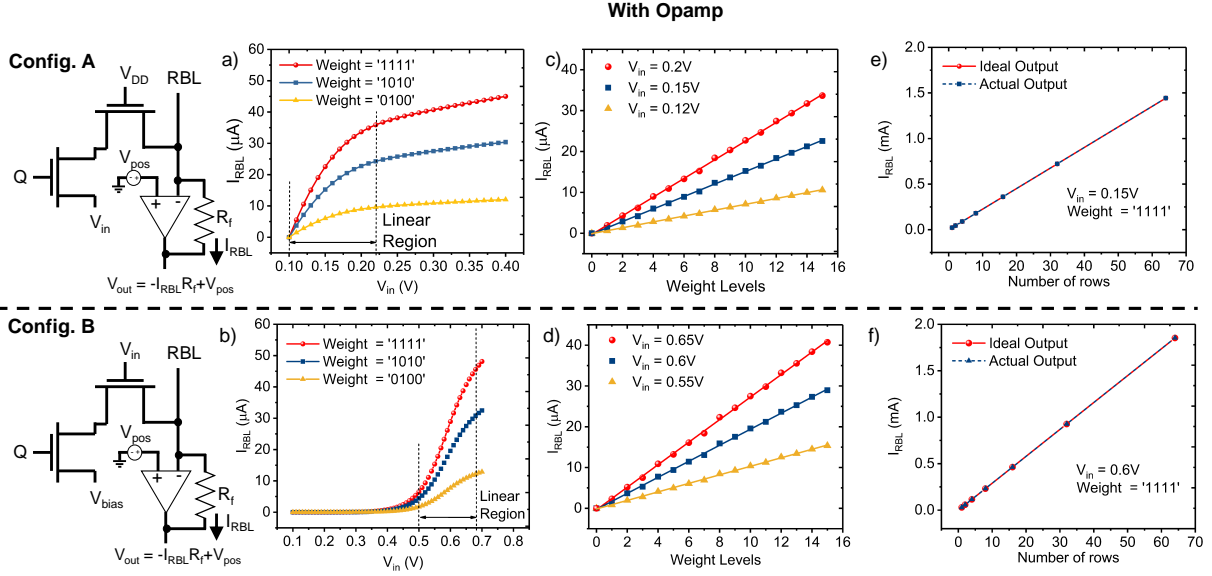 With Opamp
Config. A
V_DD
RBL
Q
V_pos
+
-
V_in
R_f
I_RBL
V_out = -I_RBL R_f+V_pos
a)
Weight = '1111'
Weight = '1010'
Weight = '0100'
Linear
Region
I_RBL (µA)
60
50
40
30
20
10
0
0.10 0.15 0.20 0.25 0.30 0.35 0.40
V_in (V)
c)
V_in = 0.2V
V_in = 0.15V
V_in = 0.12V
I_RBL (µA)
40
20
0
0 2 4 6 8 10 12 14 16
Weight Levels
e)
Ideal Output
Actual Output
V_in = 0.15V
Weight = '1111'
I_RBL (mA)
2.0
1.5
1.0
0.5
0.0
0 10 20 30 40 50 60 70
Number of rows
Config. B
V_in
RBL
Q
V_pos
+
-
V_bias
R_f
I_RBL
V_out = -I_RBL R_f+V_pos
b)
Weight = '1111'
Weight = '1010'
Weight = '0100'
Linear
Region
I_RBL (µA)
60
50
40
30
20
10
0
0.1 0.2 0.3 0.4 0.5 0.6 0.7 0.8
V_in (V)
d)
V_in = 0.65V
V_in = 0.6V
V_in = 0.55V
I_RBL (µA)
40
20
0
0 2 4 6 8 10 12 14 16
Weight Levels
f)
Ideal Output
Actual Output
V_in = 0.6V
Weight = '1111'
I_RBL (mA)
2.0
1.5
1.0
0.5
0.0
0 10 20 30 40 50 60 70
Number of rows